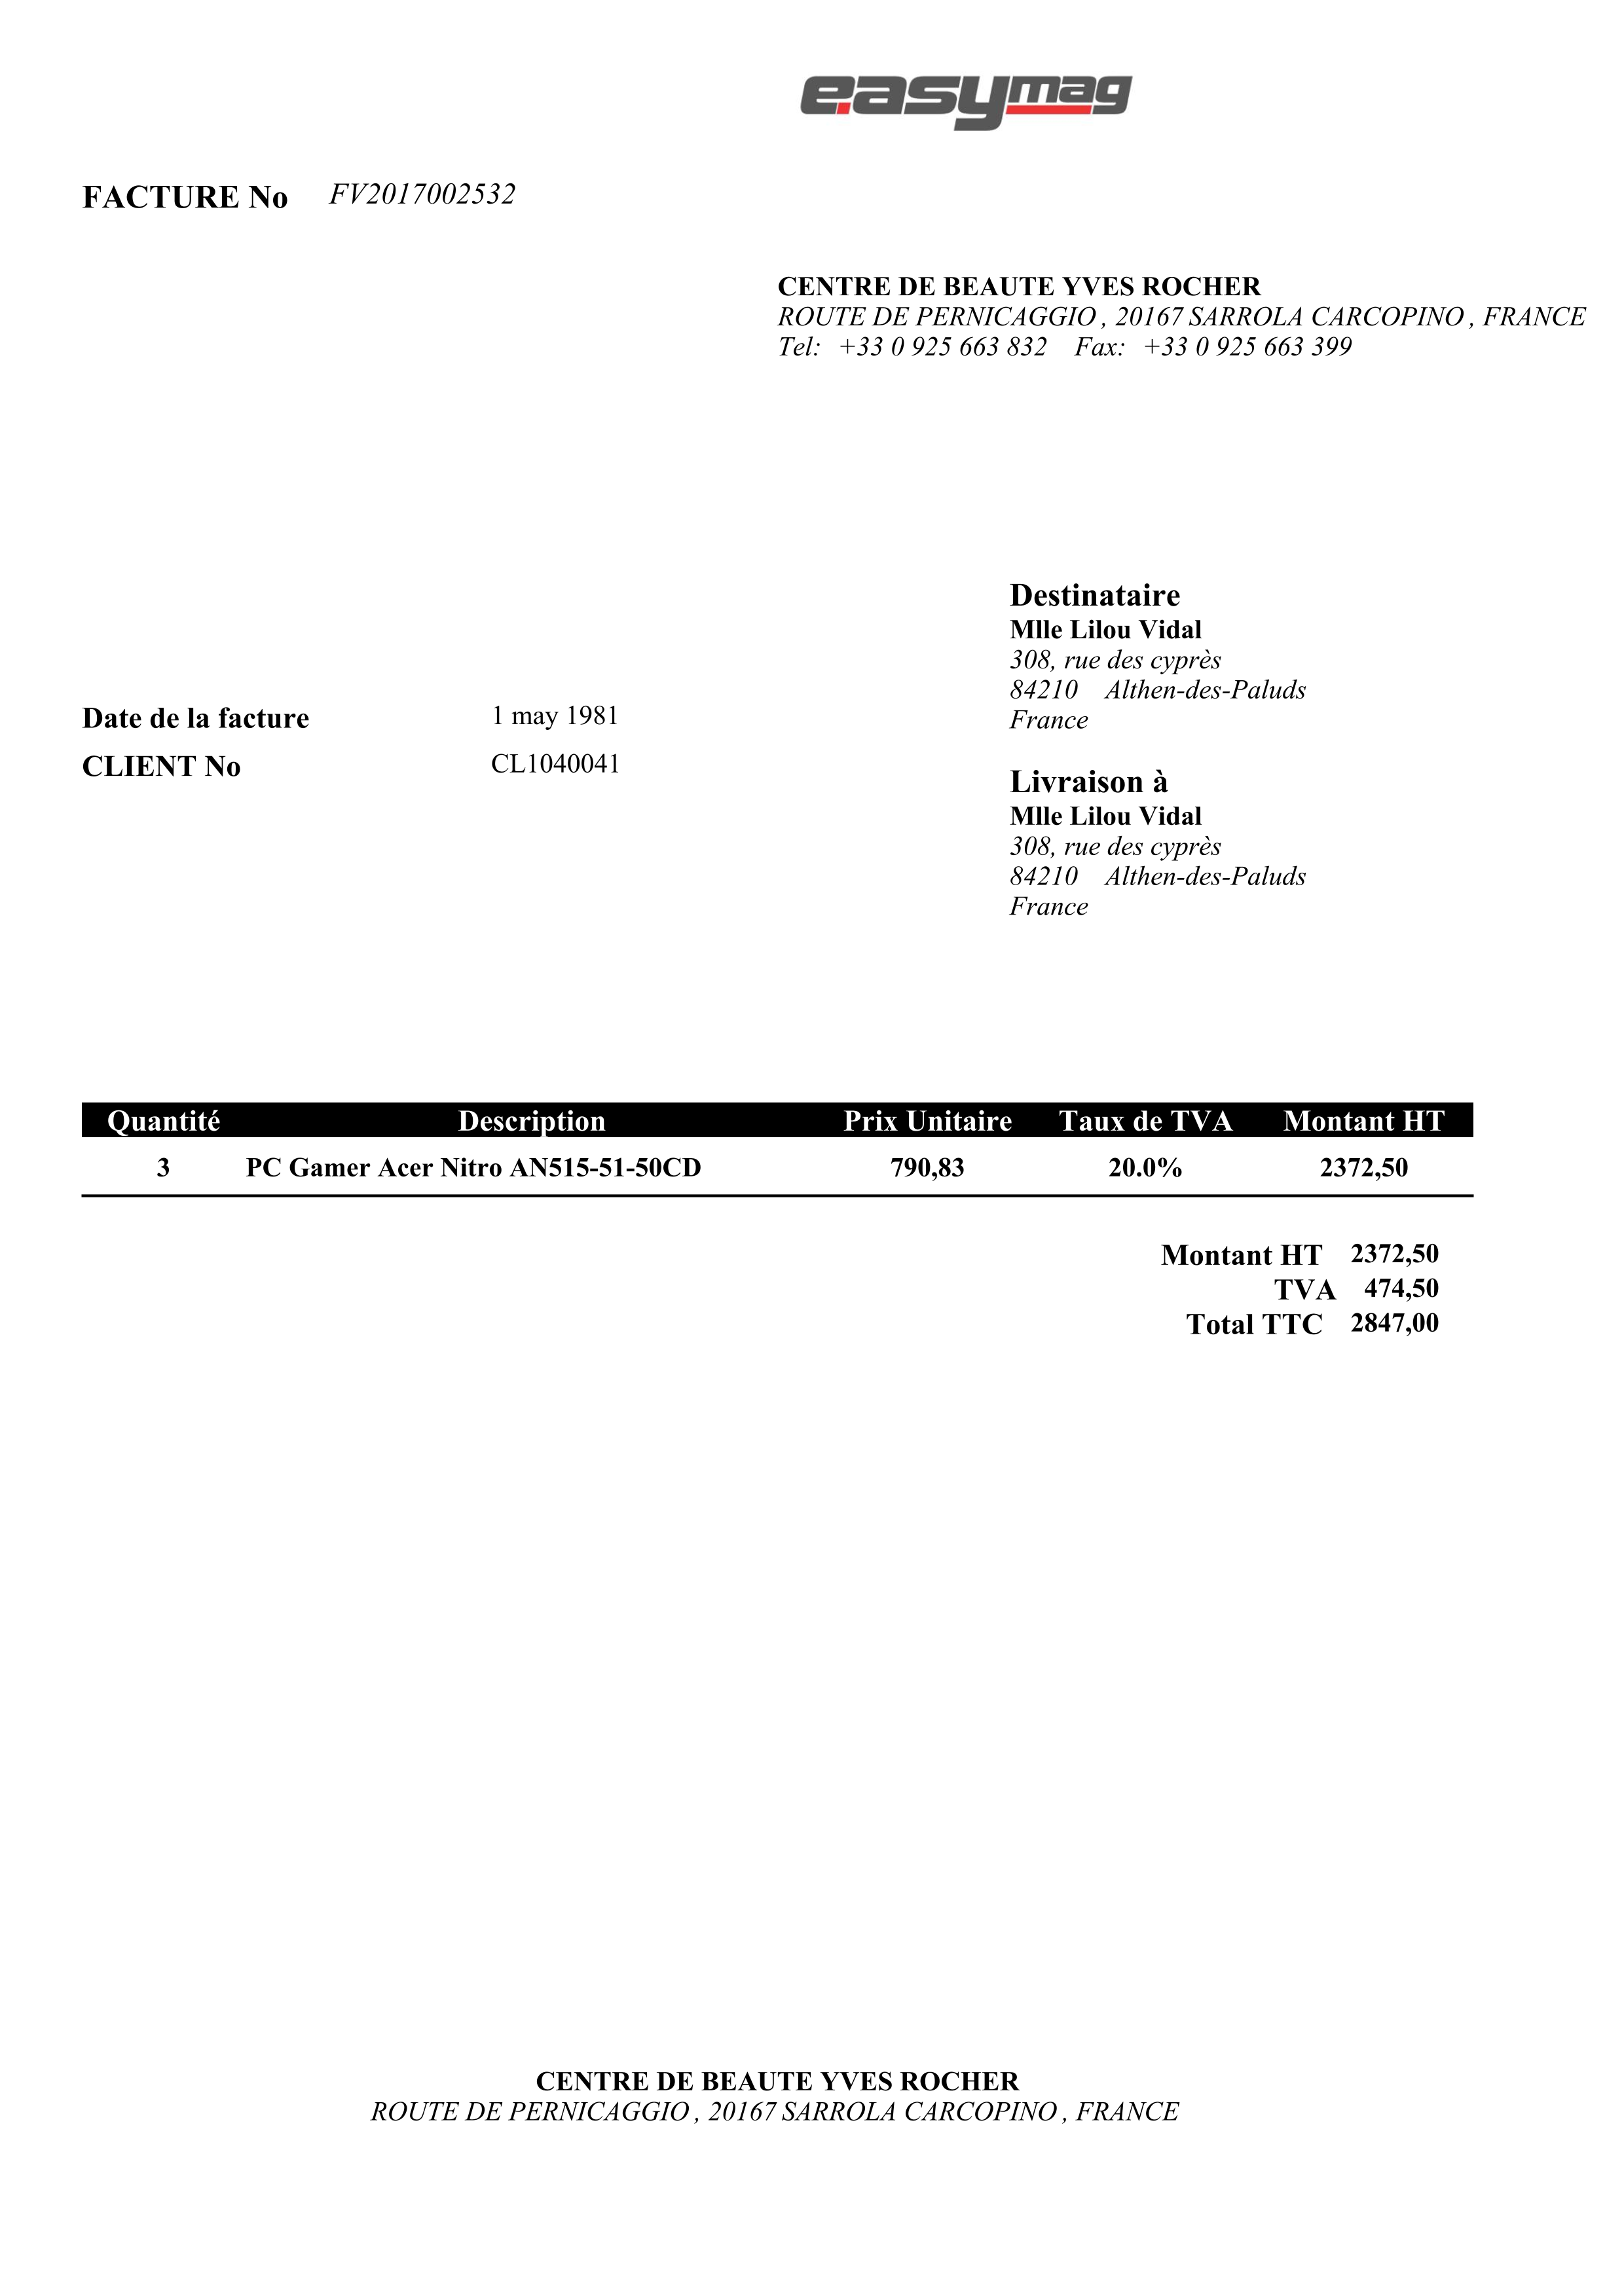 easymag
FACTURE No FV2017002532
CENTRE DE BEAUTE YVES ROCHER
ROUTE DE PERNICAGGIO , 20167 SARROLA CARCOPINO , FRANCE
Tel: +33 0 925 663 832 Fax: +33 0 925 663 399
Destinataire
Mlle Lilou Vidal
308, rue des cyprès
84210 Althen-des-Paluds
France
Date de la facture 1 may 1981
CLIENT No CL1040041
Livraison à
Mlle Lilou Vidal
308, rue des cyprès
84210 Althen-des-Paluds
France
Quantité Description Prix Unitaire Taux de TVA Montant HT
3 PC Gamer Acer Nitro AN515-51-50CD 790,83 20.0% 2372,50
Montant HT 2372,50
TVA 474,50
Total TTC 2847,00
CENTRE DE BEAUTE YVES ROCHER
ROUTE DE PERNICAGGIO , 20167 SARROLA CARCOPINO , FRANCE